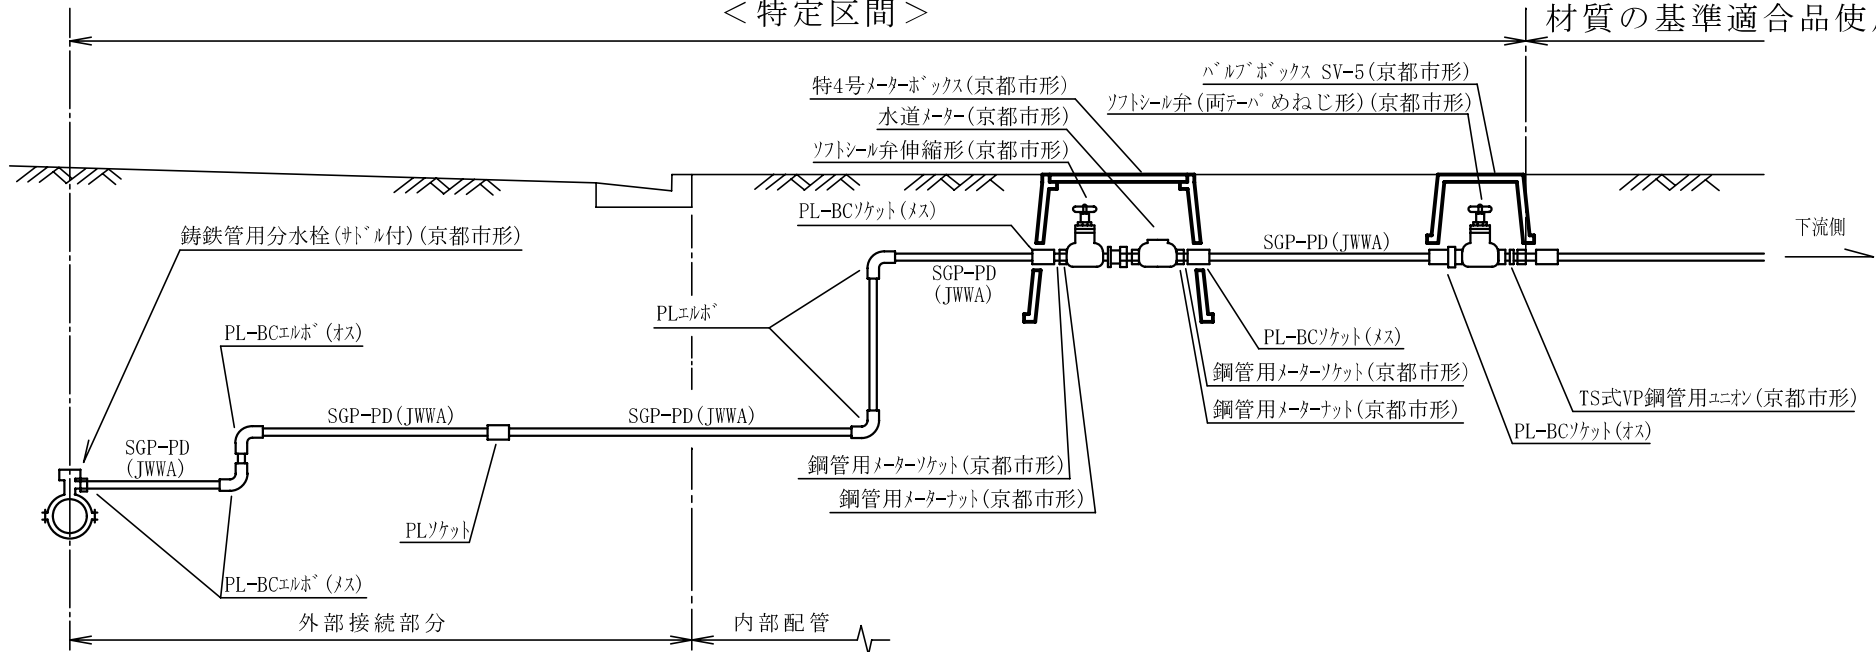 ＜特定区間＞
材質の基準適合品使
特4号メーターボックス(京都市形)
水道メーター(京都市形)
ソフトシール弁伸縮形(京都市形)
バルブボックス SV-5(京都市形)
ソフトシール弁(両テーパめねじ形)(京都市形)
鋳鉄管用分水栓(サドル付)(京都市形)
PL-BCソケット(メス)
SGP-PD(JWWA)
下流側
SGP-PD
(JWWA)
PLエルボ
PL-BCエルボ(オス)
PL-BCソケット(メス)
鋼管用メーターソケット(京都市形)
鋼管用メーターナット(京都市形)
TS式VP鋼管用ユニオン(京都市形)
PL-BCソケット(オス)
SGP-PD(JWWA)
SGP-PD(JWWA)
SGP-PD
(JWWA)
鋼管用メーターソケット(京都市形)
鋼管用メーターナット(京都市形)
PLソケット
PL-BCエルボ(メス)
外部接続部分
内部配管